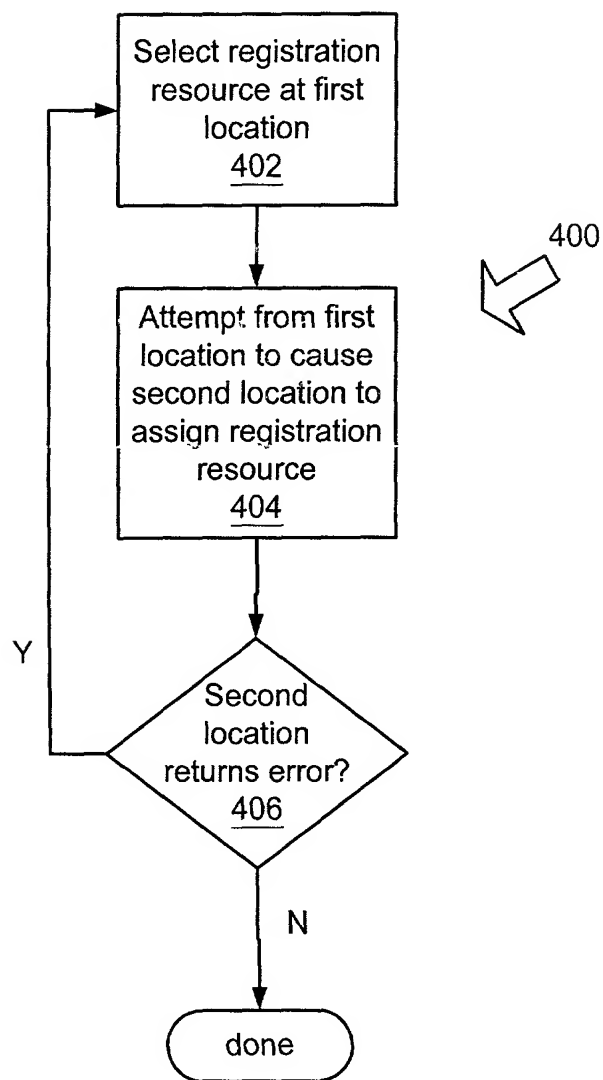 Select registration
resource at first
location
402
400
Attempt from first
location to cause
second location to
assign registration
resource
404
Y
Second
location
returns error?
406
N
done